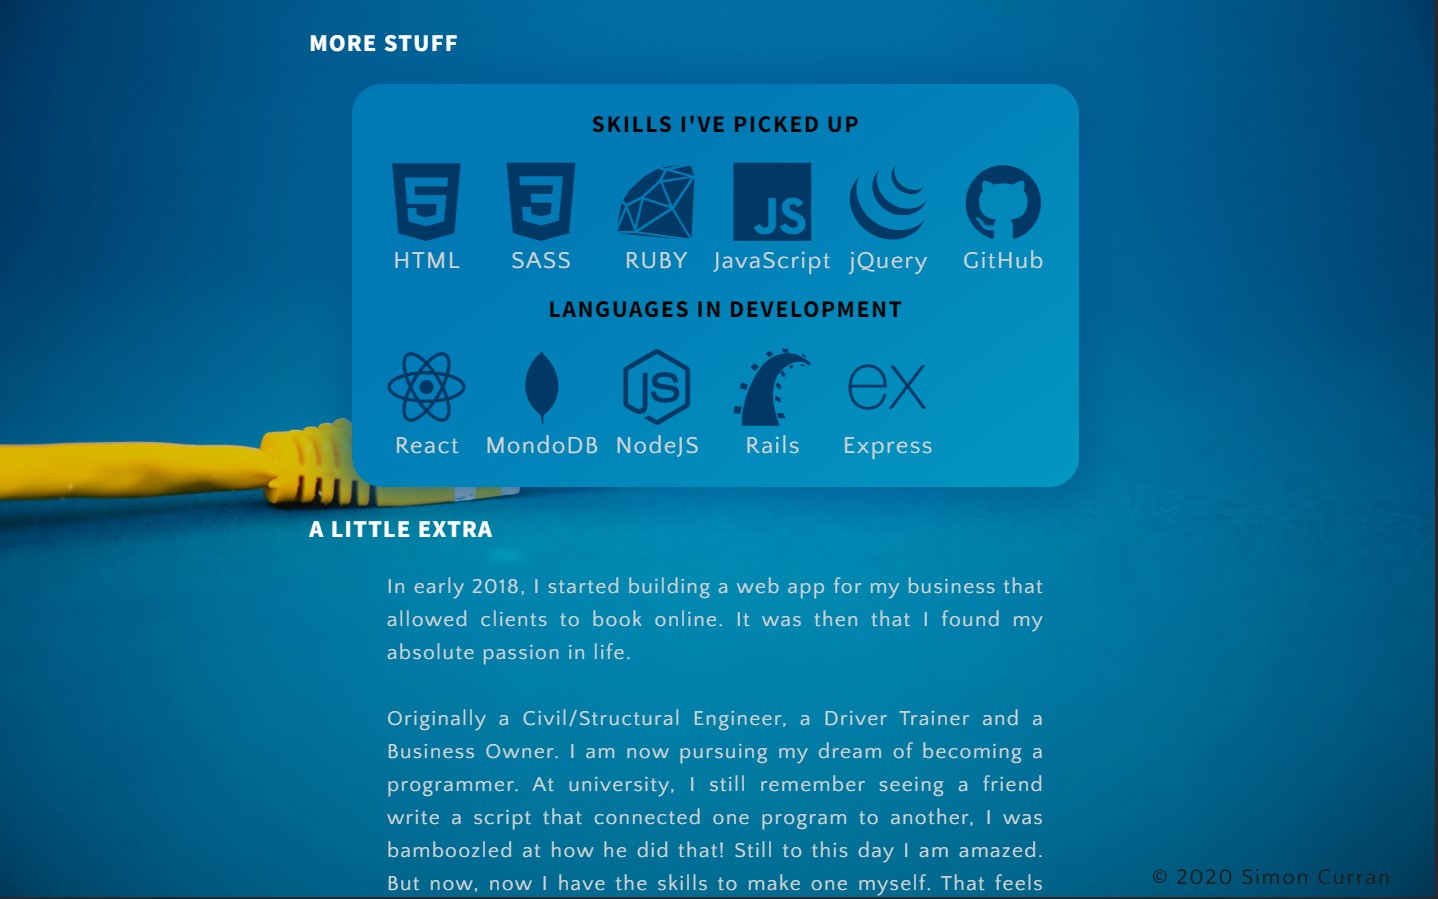 MORE STUFF
SKILLS I'VE PICKED UP
5 3 JS
HTML SASS RUBY JavaScript jQuery GitHub
LANGUAGES IN DEVELOPMENT
JS ex
React MondoDB NodeJS Rails Express
A LITTLE EXTRA
In early 2018, I started building a web app for my business that
allowed clients to book online. It was then that I found my
absolute passion in life.
Originally a Civil/Structural Engineer, a Driver Trainer and a
Business Owner. I am now pursuing my dream of becoming a
programmer. At university, I still remember seeing a friend
write a script that connected one program to another, I was
bamboozled at how he did that! Still to this day I am amazed.
But now, now I have the skills to make one myself. That feels
© 2020 Simon Curran